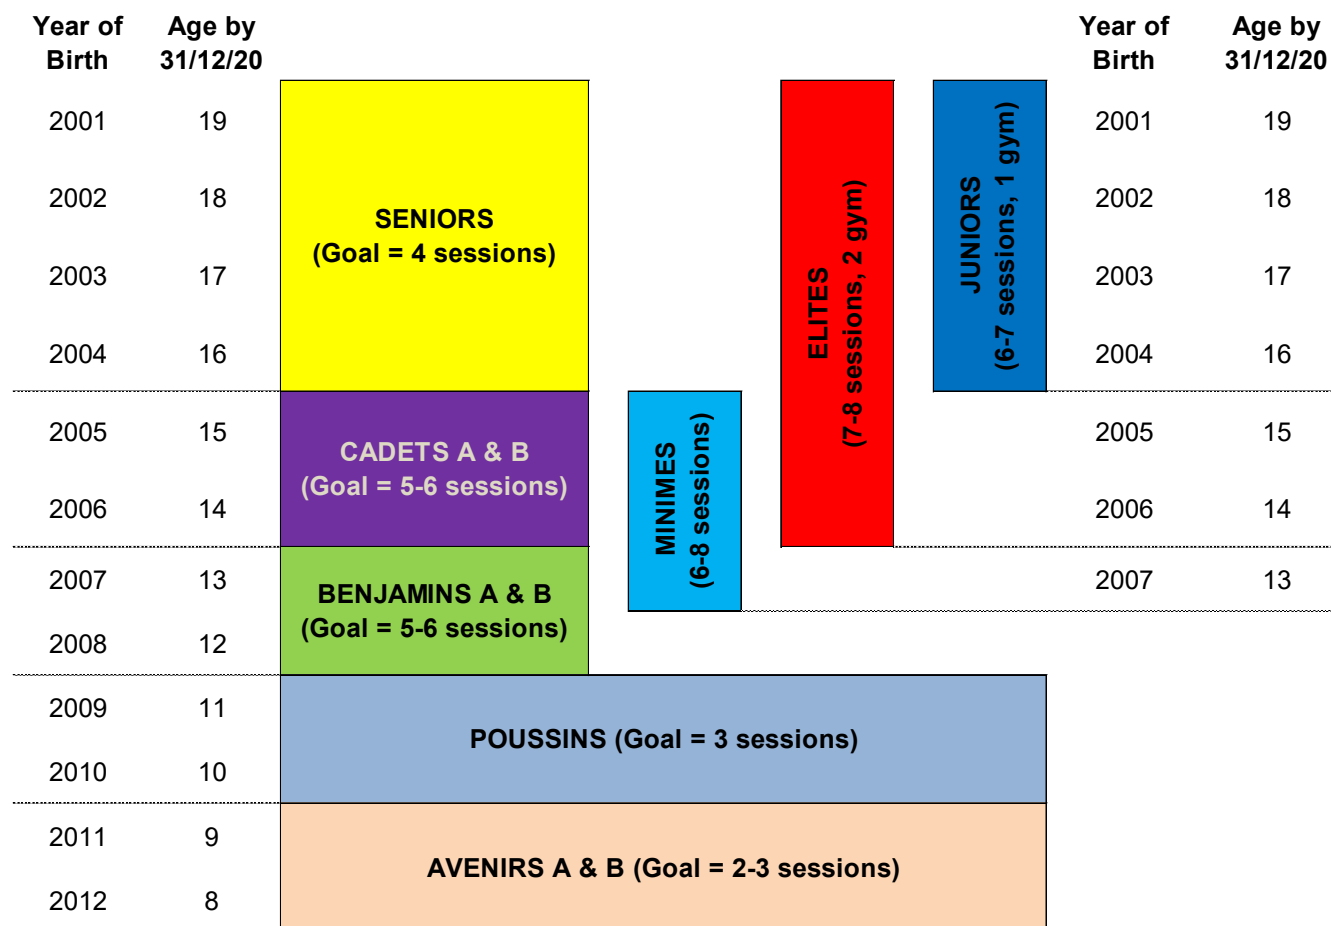 Year of Birth Age by 31/12/20 Year of Birth Age by 31/12/20
2001 19 2001 19
2002 18 2002 18
SENIORS
(Goal = 4 sessions)
2003 17 2003 17
2004 16 2004 16
ELITES
(7-8 sessions, 2 gym)
JUNIORS
(6-7 sessions, 1 gym)
2005 15 2005 15
CADETS A & B
(Goal = 5-6 sessions)
2006 14 2006 14
MINIMES
(6-8 sessions)
2007 13 2007 13
BENJAMINS A & B
(Goal = 5-6 sessions)
2008 12
2009 11
POUSSINS (Goal = 3 sessions)
2010 10
2011 9
AVENIRS A & B (Goal = 2-3 sessions)
2012 8